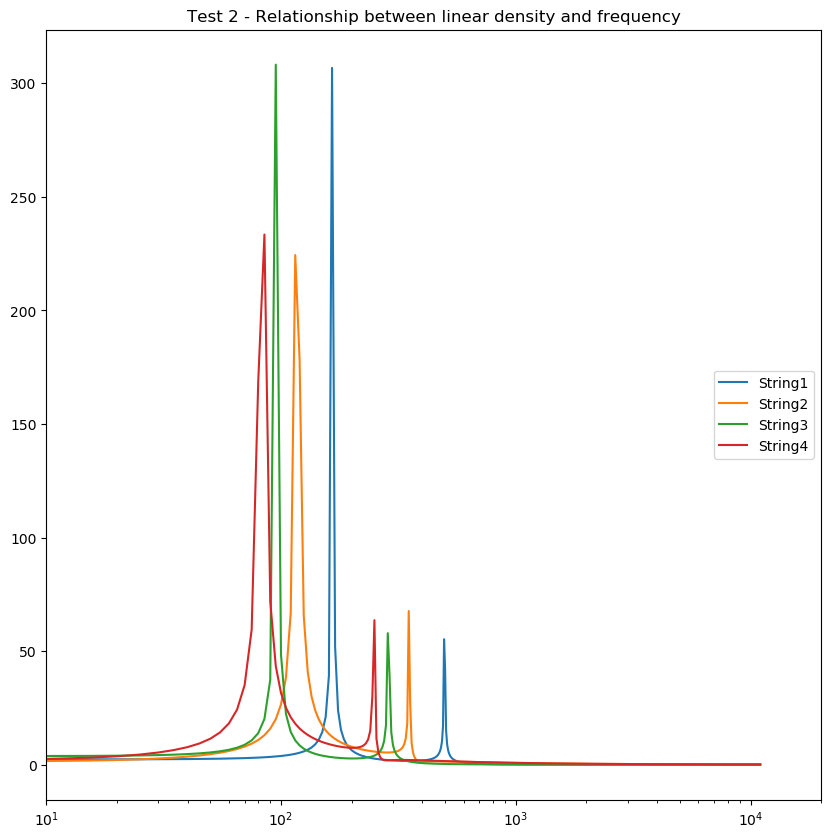 Test 2 - Relationship between linear density and frequency
300
250
200
150
100
50
0
String1
String2
String3
String4
10¹ 10² 10³ 10⁴